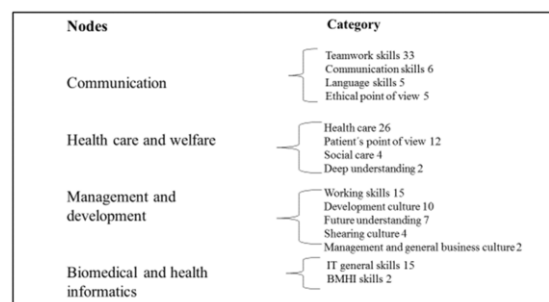 Nodes
Category
Communication
Teamwork skills 33
Communication skills 6
Language skills 5
Ethical point of view 5
Health care and welfare
Health care 26
Patient´s point of view 12
Social care 4
Deep understanding 2
Management and
development
Working skills 15
Development culture 10
Future understanding 7
Shearing culture 4
Management and general business culture 2
Biomedical and health
informatics
IT general skills 15
BMHI skills 2